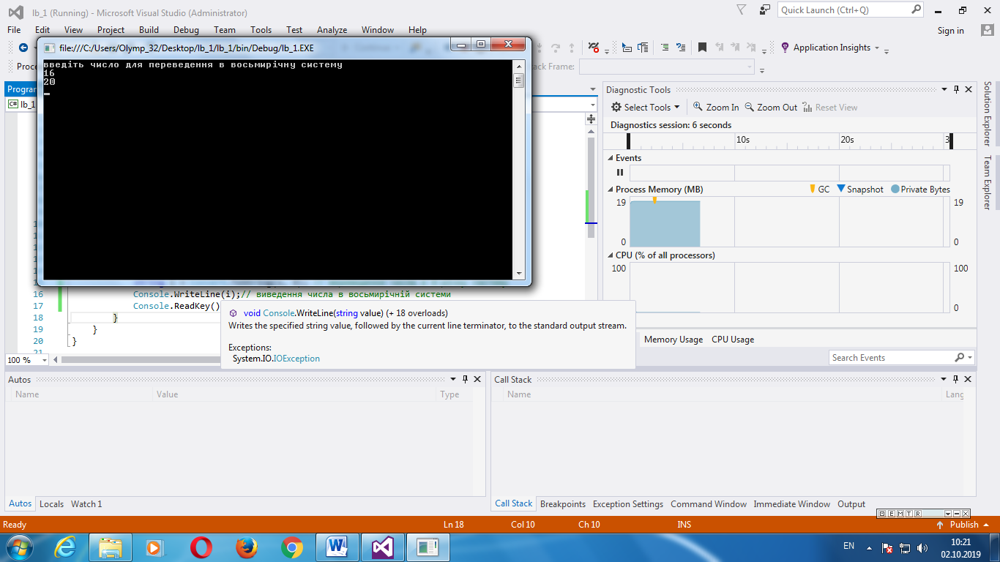 lb_1 (Running) - Microsoft Visual Studio (Administrator)
Quick Launch (Ctrl+Q)
File Edit View Project Build Debug Team Tools Test Analyze Window Help
Sign in
file:///C:/Users/Olymp_32/Desktop/lb_1/lb_1/bin/Debug/lb_1.EXE
введіть число для переведення в восьмирічну систему
16
20
Application Insights
Frame:
lb_1
16 Console.WriteLine(i);// виведення числа в восьмирічній системи
17 Console.ReadKey()
18 }
19 }
20 }
21
void Console.WriteLine(string value) (+ 18 overloads)
Writes the specified string value, followed by the current line terminator, to the standard output stream.
Exceptions:
System.IO.IOException
100 %
Diagnostic Tools
Select Tools Zoom In Zoom Out Reset View
Diagnostics session: 6 seconds
10s 20s 3
Events
Process Memory (MB) GC Snapshot Private Bytes
19 19
0 0
CPU (% of all processors)
100 100
0
Memory Usage CPU Usage
Search Events
Solution Explorer
Team Explorer
Autos
Name Value Type
Autos Locals Watch 1
Call Stack
Name Lang
Call Stack Breakpoints Exception Settings Command Window Immediate Window Output
D E M T R
Ready Ln 18 Col 10 Ch 10 INS Publish
EN
10:21
02.10.2019